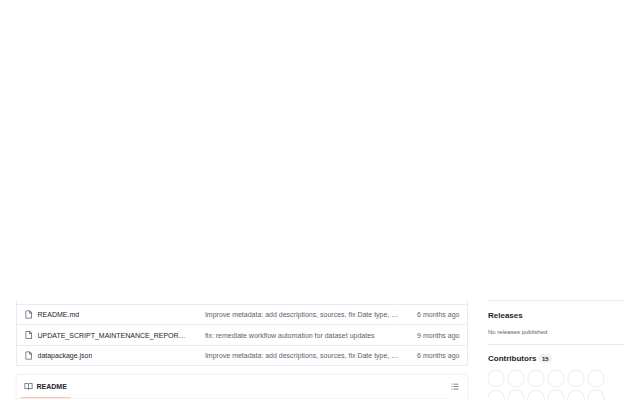 README.md Improve metadata: add descriptions, sources, fix Date type, ... 6 months ago
UPDATE_SCRIPT_MAINTENANCE_REPOR... fix: remediate workflow automation for dataset updates 9 months ago
datapackage.json Improve metadata: add descriptions, sources, fix Date type, ... 6 months ago
README
Releases
No releases published
Contributors 15